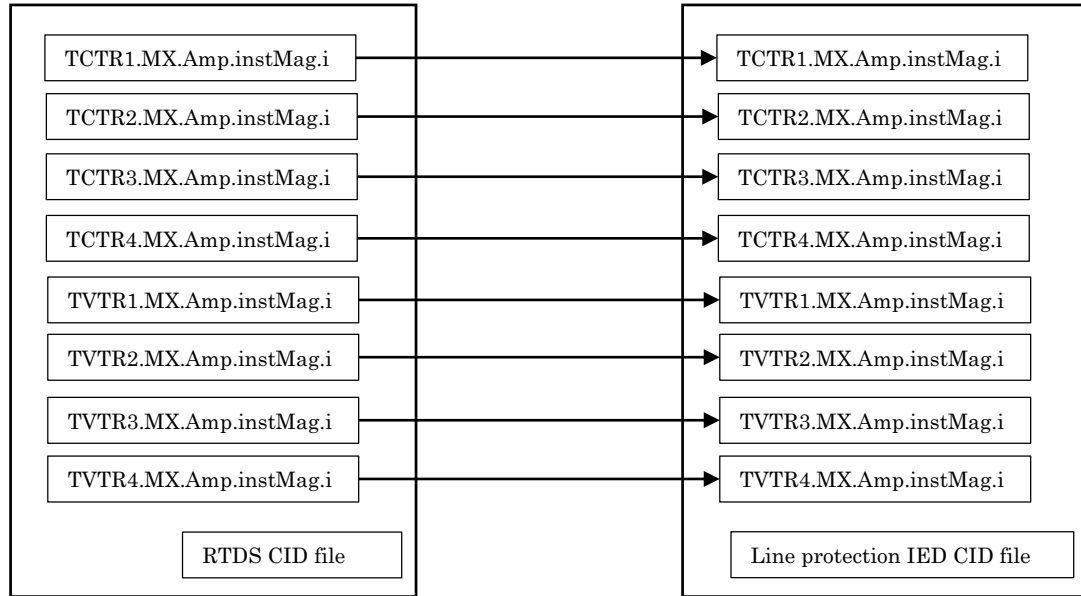 TCTR1.MX.Amp.instMag.i
TCTR1.MX.Amp.instMag.i
TCTR2.MX.Amp.instMag.i
TCTR2.MX.Amp.instMag.i
TCTR3.MX.Amp.instMag.i
TCTR3.MX.Amp.instMag.i
TCTR4.MX.Amp.instMag.i
TCTR4.MX.Amp.instMag.i
TVTR1.MX.Amp.instMag.i
TVTR1.MX.Amp.instMag.i
TVTR2.MX.Amp.instMag.i
TVTR2.MX.Amp.instMag.i
TVTR3.MX.Amp.instMag.i
TVTR3.MX.Amp.instMag.i
TVTR4.MX.Amp.instMag.i
TVTR4.MX.Amp.instMag.i
RTDS CID file
Line protection IED CID file